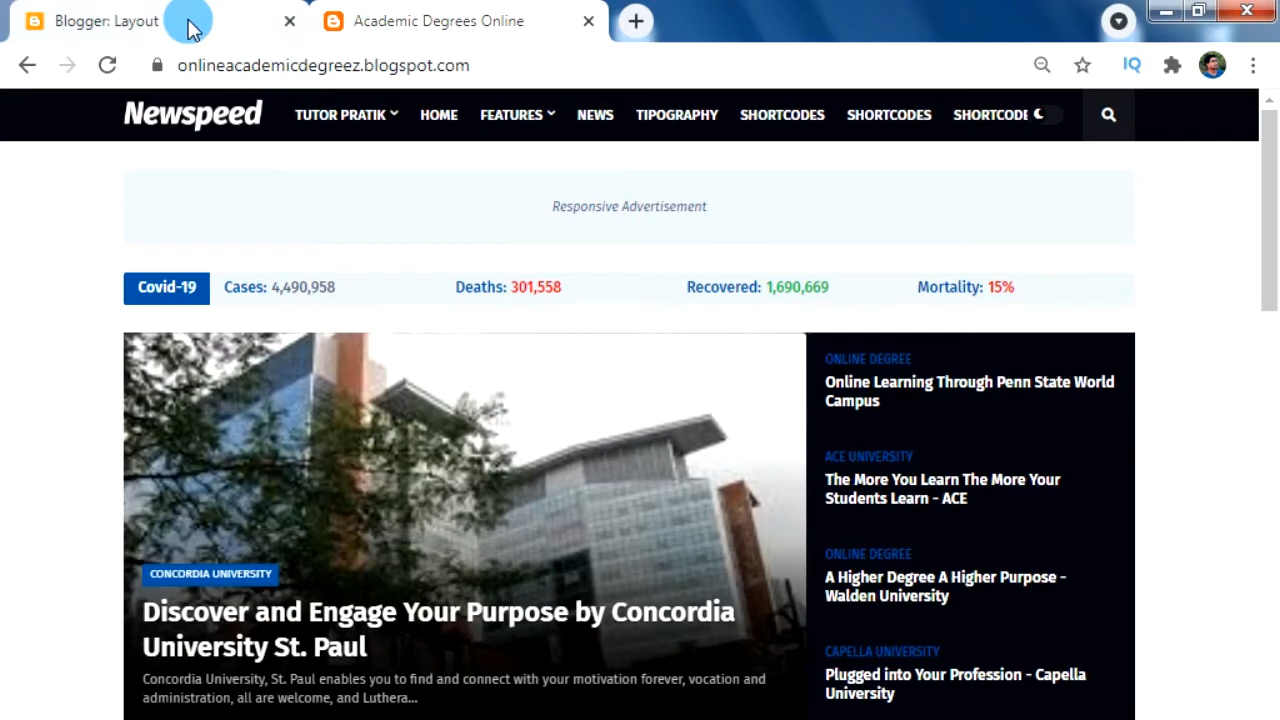 Blogger: Layout
Academic Degrees Online
onlineacademicdegreez.blogspot.com
IQ
Newspeed TUTOR PRATIK HOME FEATURES NEWS TIPOGRAPHY SHORTCODES SHORTCODES SHORTCODE
Responsive Advertisement
Covid-19 Cases: 4,490,958 Deaths: 301,558 Recovered: 1,690,669 Mortality: 15%
CONCORDIA UNIVERSITY
Discover and Engage Your Purpose by Concordia
University St. Paul
Concordia University, St. Paul enables you to find and connect with your motivation forever, vocation and
administration, all are welcome, and Luthera...
ONLINE DEGREE
Online Learning Through Penn State World
Campus
ACE UNIVERSITY
The More You Learn The More Your
Students Learn - ACE
ONLINE DEGREE
A Higher Degree A Higher Purpose -
Walden University
CAPELLA UNIVERSITY
Plugged into Your Profession - Capella
University